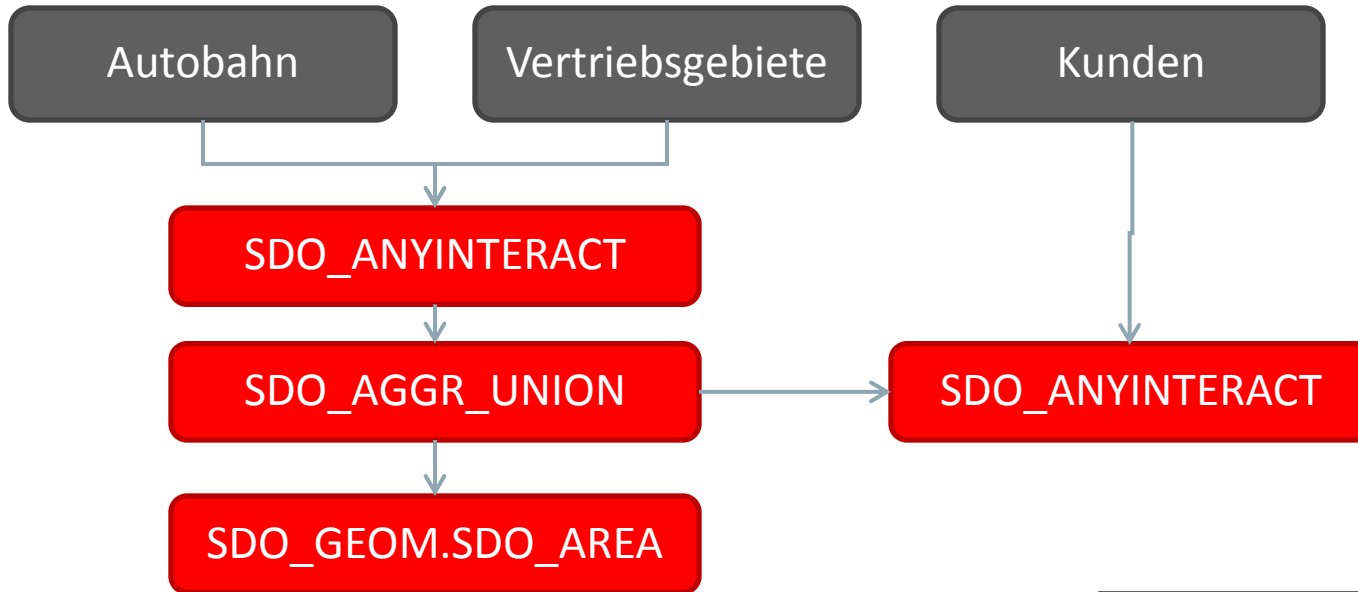 Autobahn
Vertriebsgebiete
Kunden
SDO_ANYINTERACT
SDO_AGGR_UNION
SDO_ANYINTERACT
SDO_GEOM.SDO_AREA